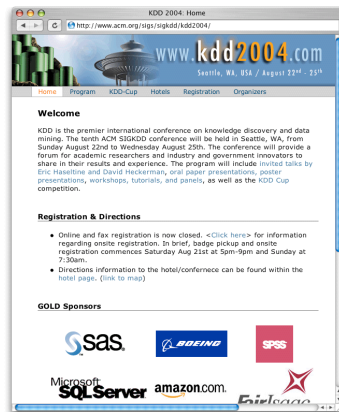 KDD 2004: Home
http://www.acm.org/sigs/sigkdd/kdd2004/
www.kdd2004.com
Seattle, WA, USA / August 22nd - 25th
Home Program KDD-Cup Hotels Registration Organizers
Welcome
KDD is the premier international conference on knowledge discovery and data
mining. The tenth ACM SIGKDD conference will be held in Seattle, WA, from
Sunday August 22nd to Wednesday August 25th. The conference will provide a
forum for academic researchers and industry and government innovators to
share in their results and experience. The program will include invited talks by
Eric Haseltine and David Heckerman, oral paper presentations, poster
presentations, workshops, tutorials, and panels, as well as the KDD Cup
competition.
Registration & Directions
• Online and fax registration is now closed. <Click here> for information
regarding onsite registration. In brief, badge pickup and onsite
registration commences Saturday Aug 21st at 5pm-9pm and Sunday at
7:30am.
• Directions information to the hotel/confernece can be found within the
hotel page. (link to map)
GOLD Sponsors
sas.
BOEING
SPSS
Microsoft
SQL Server
amazon.com.
FairIsaac